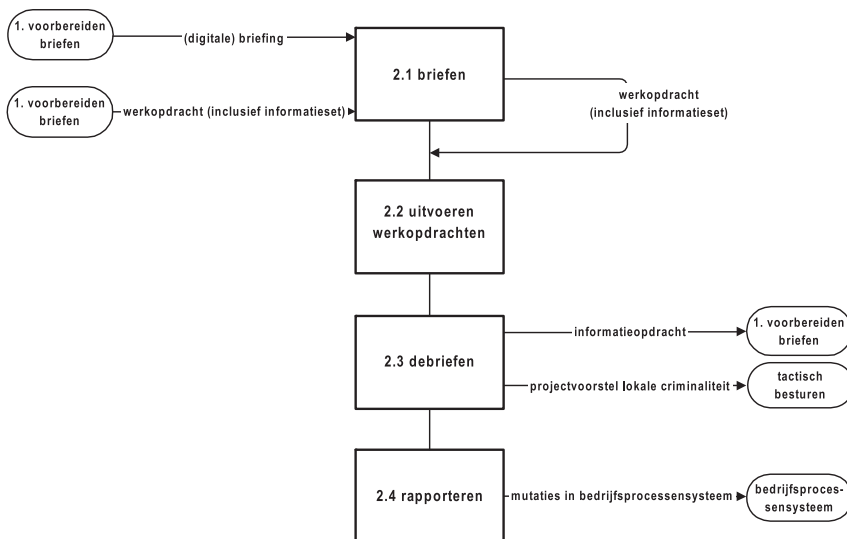 1. voorbereiden
briefen
(digitale) briefing
2.1 briefen
1. voorbereiden
briefen
werkopdracht (inclusief informatieset)
werkopdracht
(inclusief informatieset)
2.2 uitvoeren
werkopdrachten
2.3 debriefen
informatieopdracht
1. voorbereiden
briefen
projectvoorstel lokale criminaliteit
tactisch
besturen
2.4 rapporteren
mutaties in bedrijfsprocessensysteem
bedrijfsproces-
sensysteem